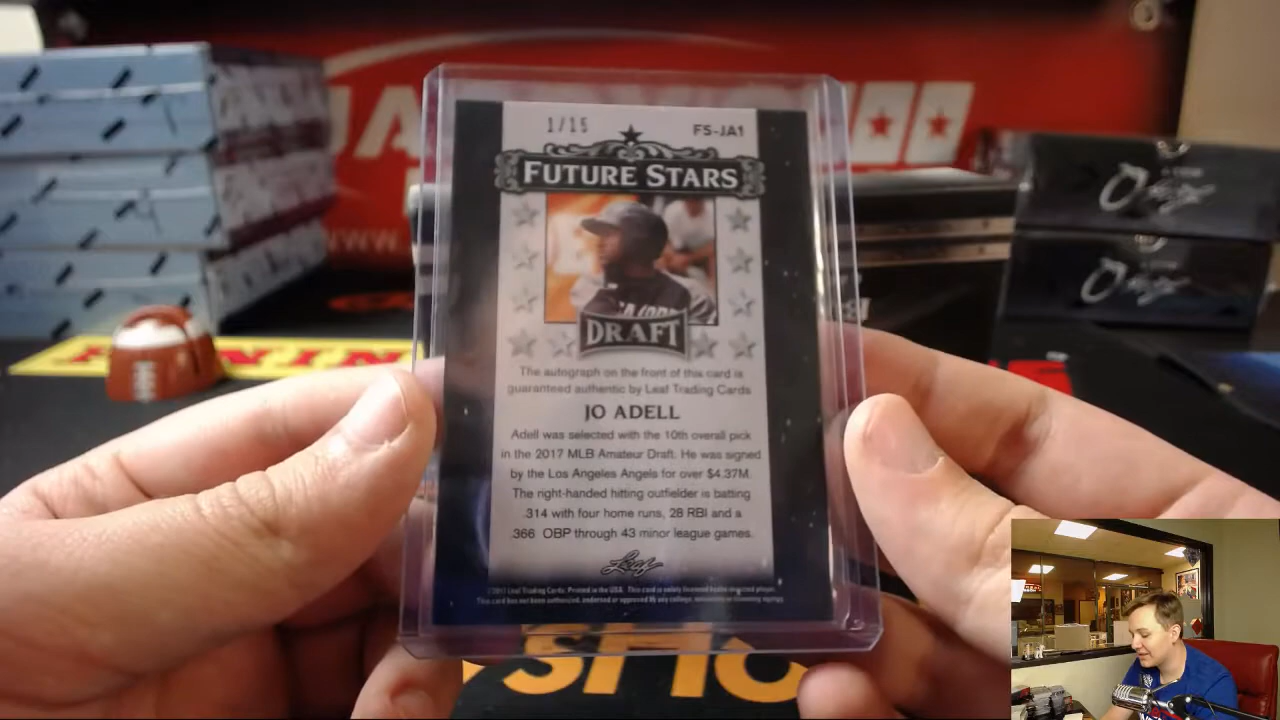 1/15
FS-JA1
FUTURE STARS
DRAFT
The autograph on the front of this card is
guaranteed authentic by Leaf Trading Cards
JO ADELL
Adell was selected with the 10th overall pick
in the 2017 MLB Amateur Draft. He was signed
by the Los Angeles Angels for over $4.37M.
The right-handed hitting outfielder is batting
.314 with four home runs, 28 RBI and a
.366 OBP through 43 minor league games.
Leaf
PANINI
WWW.